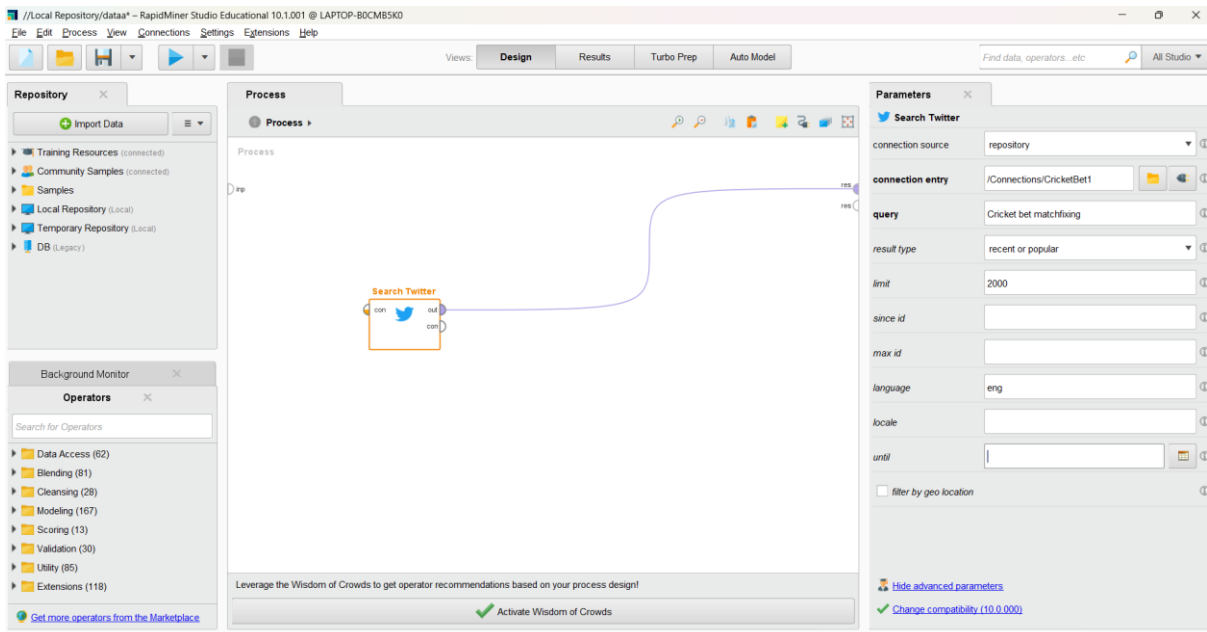 //Local Repository/dataa* – RapidMiner Studio Educational 10.1.001 @ LAPTOP-B0CMB5K0
File Edit Process View Connections Settings Extensions Help
Views: Design Results Turbo Prep Auto Model
Find data, operators...etc All Studio
Repository
Import Data
Training Resources (connected)
Community Samples (connected)
Samples
Local Repository (Local)
Temporary Repository (Local)
DB (Legacy)
Background Monitor
Operators
Search for Operators
Data Access (62)
Blending (81)
Cleansing (28)
Modeling (167)
Scoring (13)
Validation (30)
Utility (85)
Extensions (118)
Get more operators from the Marketplace
Process
Process
Process
inp
res
res
Search Twitter
con out
con
Leverage the Wisdom of Crowds to get operator recommendations based on your process design!
Activate Wisdom of Crowds
Parameters
Search Twitter
connection source repository
connection entry /Connections/CricketBet1
query Cricket bet matchfixing
result type recent or popular
limit 2000
since id
max id
language eng
locale
until
filter by geo location
Hide advanced parameters
Change compatibility (10.0.000)